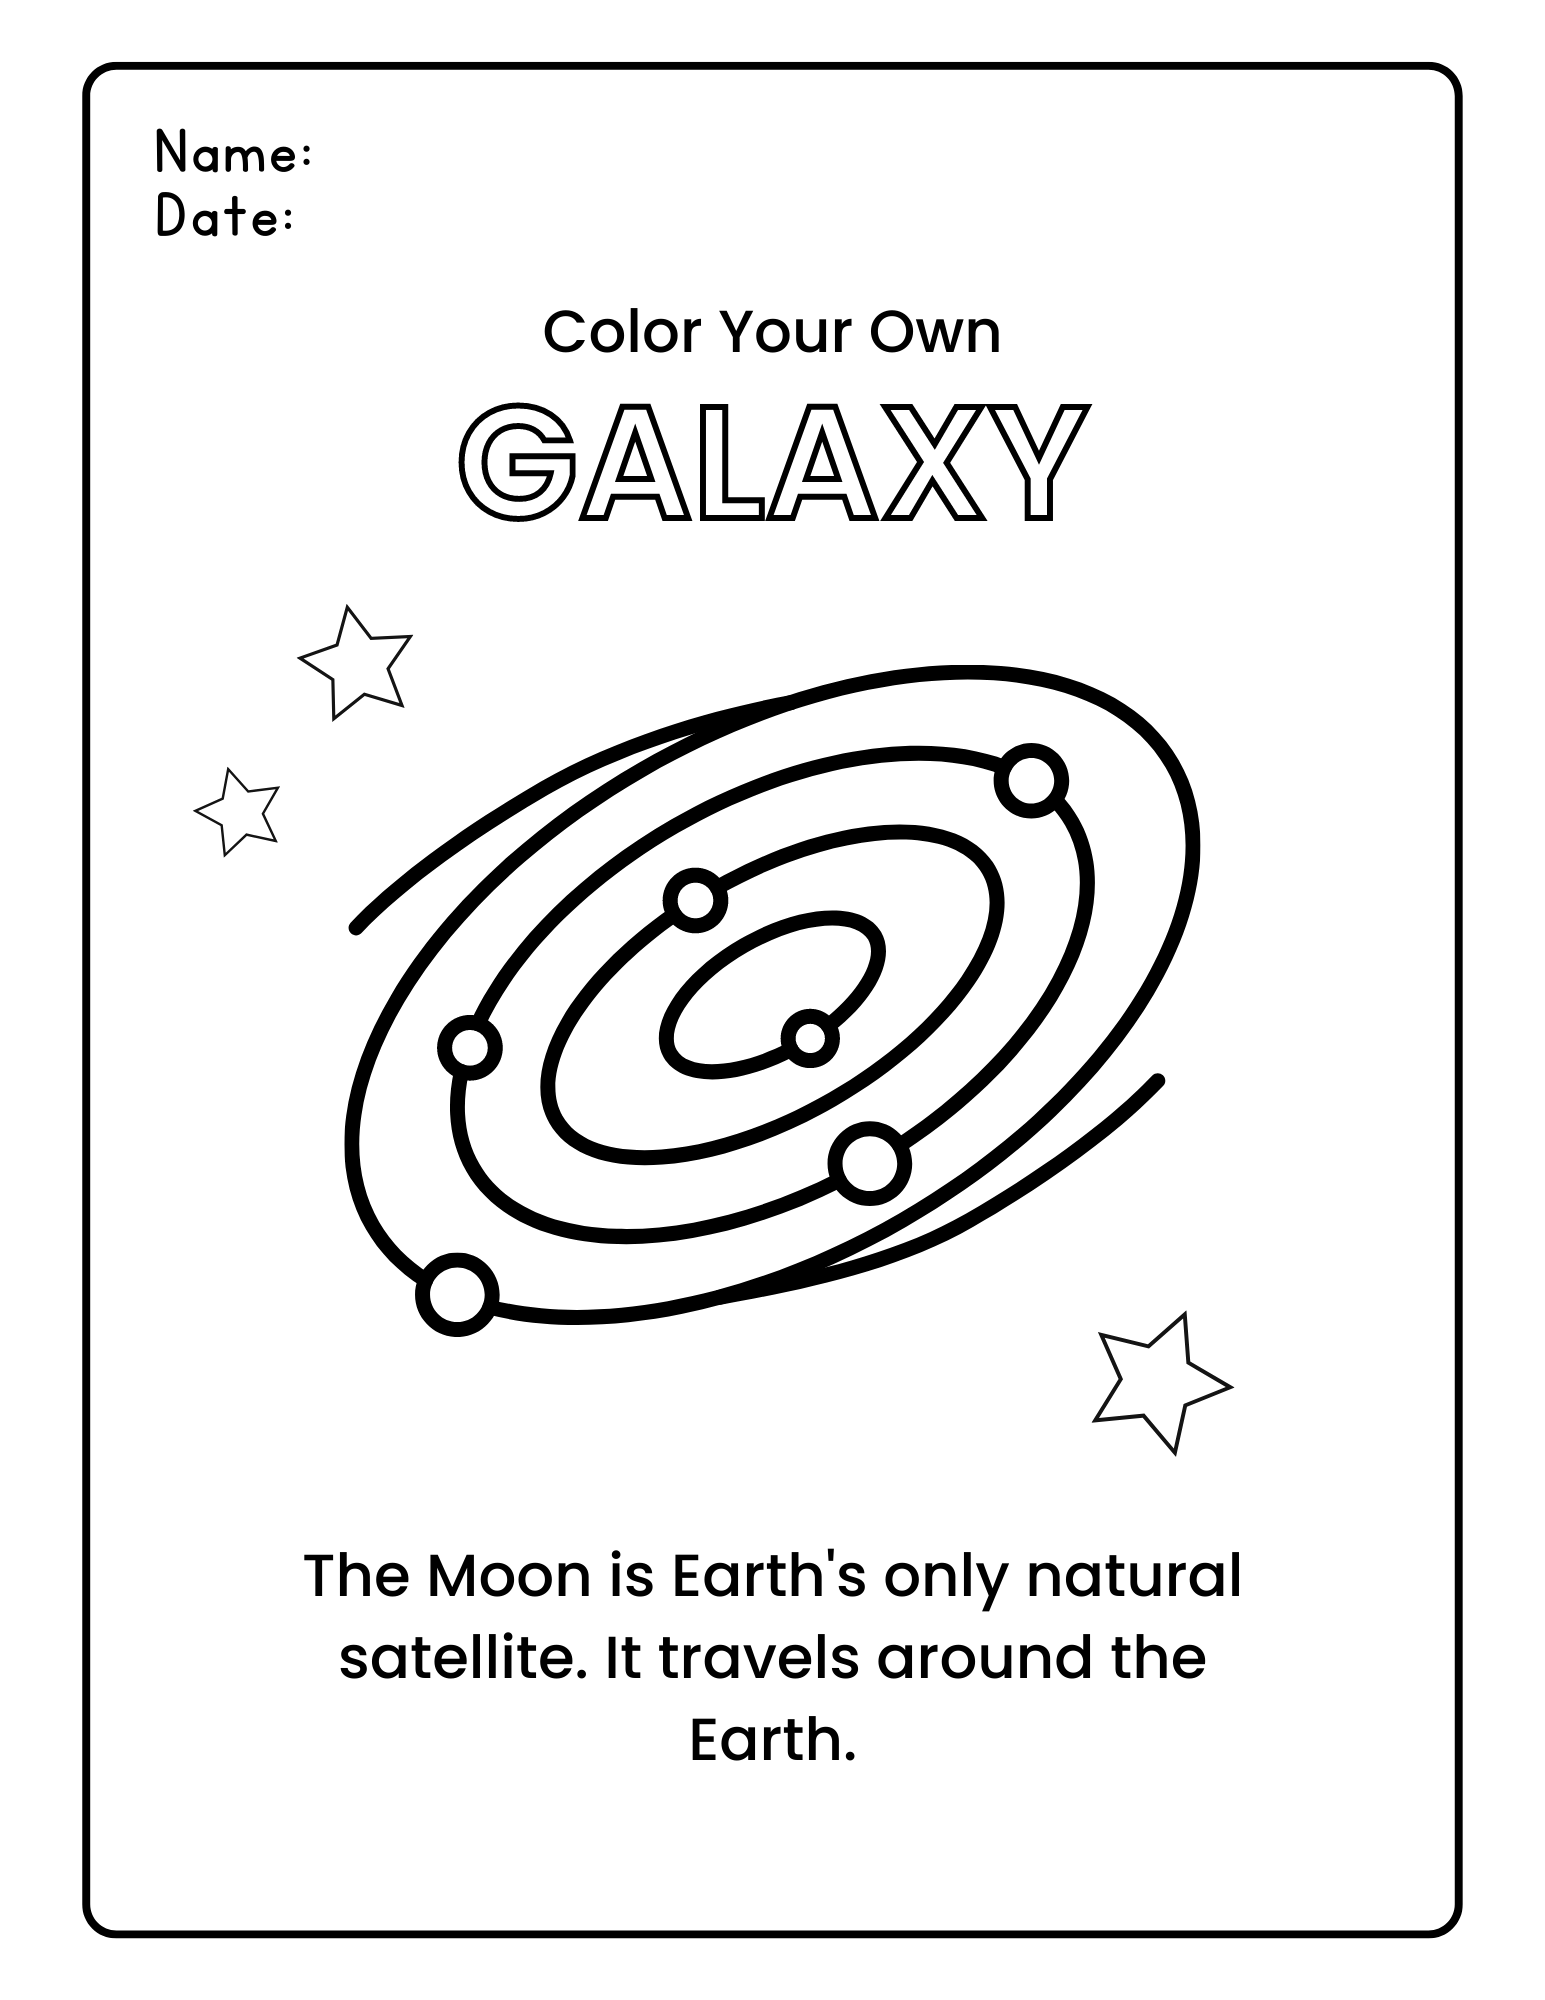 Name:
Date:
Color Your Own
GALAXY
The Moon is Earth's only natural
satellite. It travels around the
Earth.